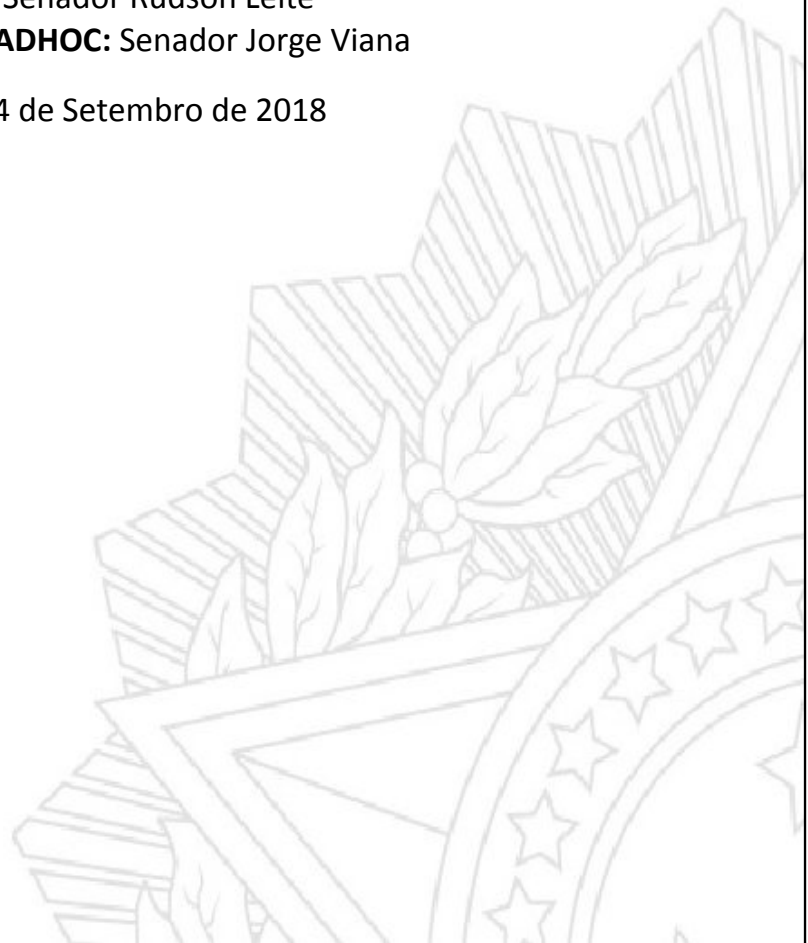 Senador Rudson Leite
ADHOC: Senador Jorge Viana
4 de Setembro de 2018